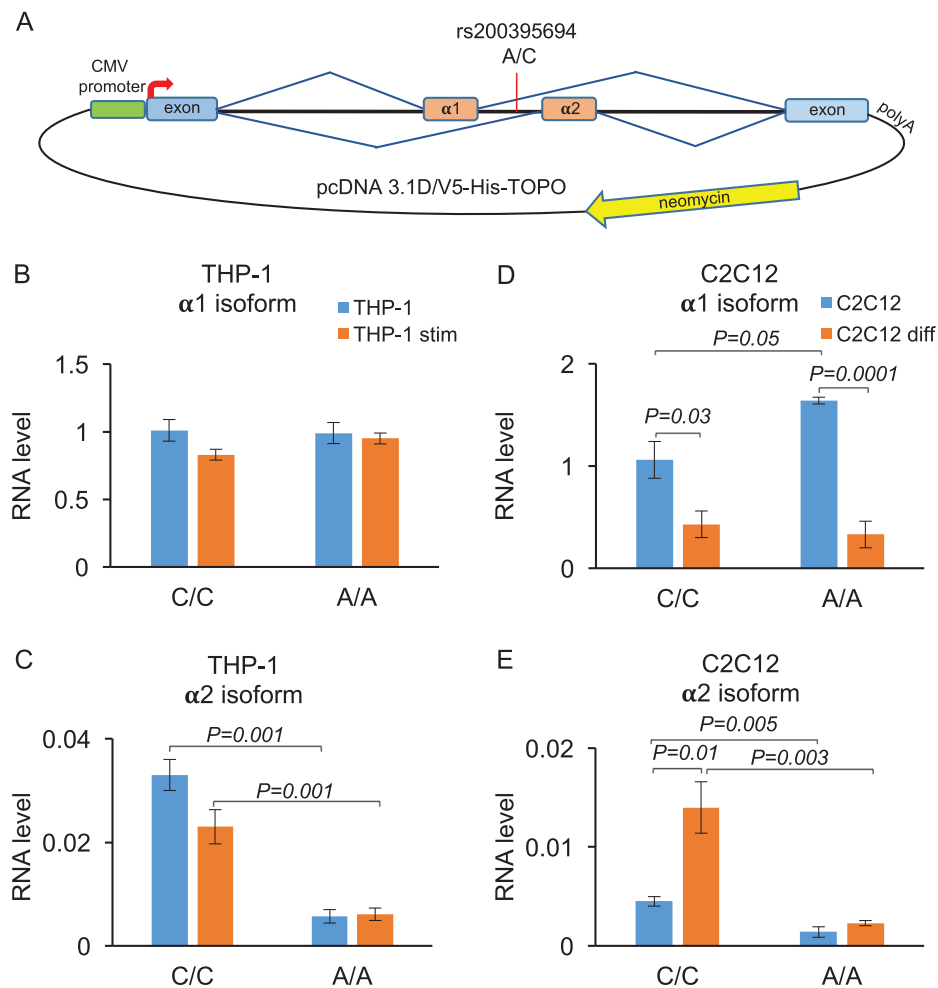 A
rs200395694
A/C
CMV
promoter
exon
α1
α2
exon
polyA
pcDNA 3.1D/V5-His-TOPO
neomycin
B
THP-1
α1 isoform
THP-1
THP-1 stim
RNA level
1.5
1
0.5
0
C/C
A/A
D
C2C12
α1 isoform
C2C12
C2C12 diff
P=0.05
P=0.0001
P=0.03
RNA level
2
1
0
C/C
A/A
C
THP-1
α2 isoform
P=0.001
P=0.001
RNA level
0.04
0.02
0
C/C
A/A
E
C2C12
α2 isoform
P=0.005
P=0.01
P=0.003
RNA level
0.02
0.01
0
C/C
A/A